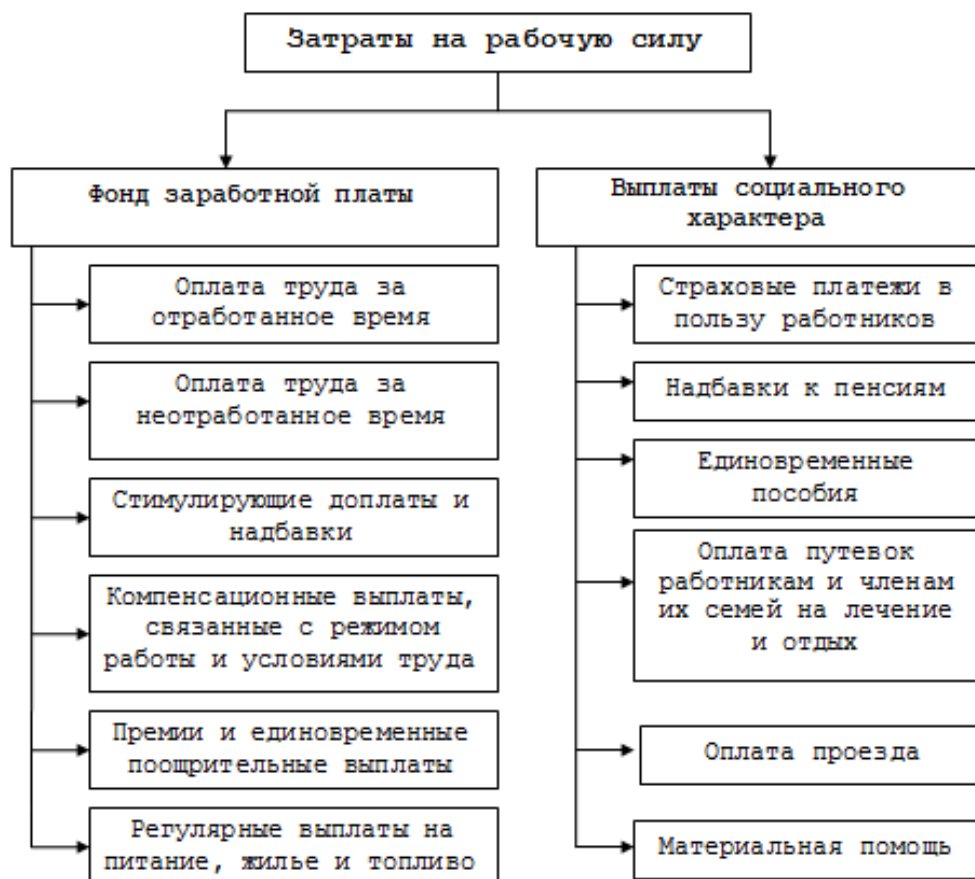 Затраты на рабочую силу
Фонд заработной платы
Оплата труда за
отработанное время
Оплата труда за
неотработанное время
Стимулирующие доплаты и
надбавки
Компенсационные выплаты,
связанные с режимом
работы и условиями труда
Премии и единовременные
поощрительные выплаты
Регулярные выплаты на
питание, жилье и топливо
Выплаты социального
характера
Страховые платежи в
пользу работников
Надбавки к пенсиям
Единовременные
пособия
Оплата путевок
работникам и членам
их семей на лечение
и отдых
Оплата проезда
Материальная помощь